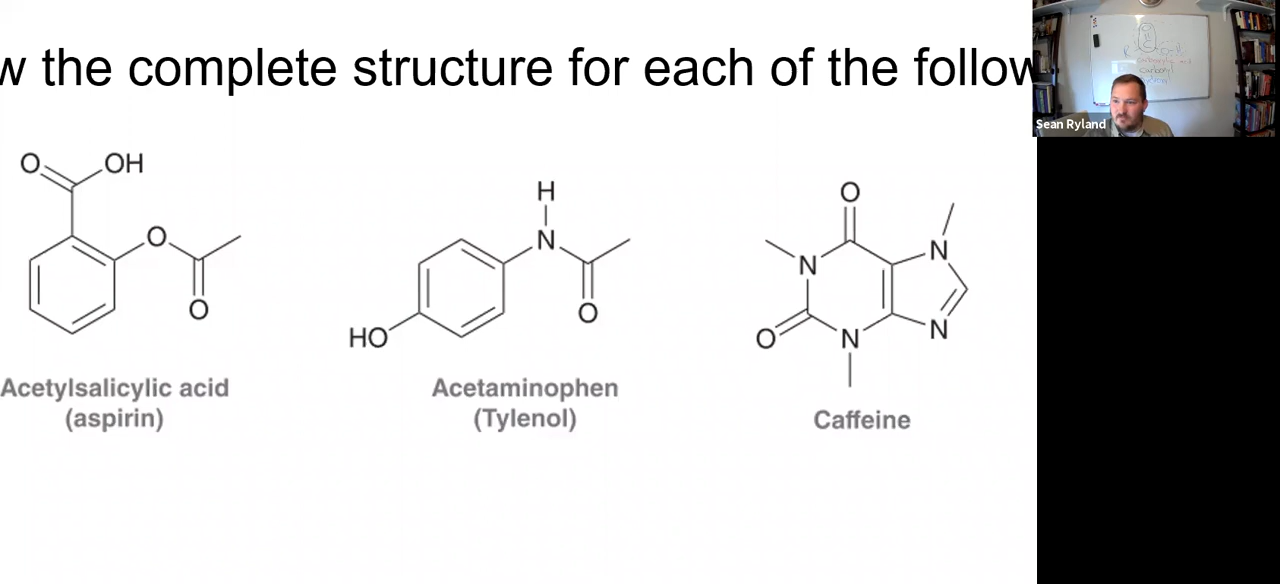 w the complete structure for each of the follow
Sean Ryland
O
OH
O
O
Acetylsalicylic acid
(aspirin)
H
N
O
HO
Acetaminophen
(Tylenol)
O
N
N
O
N
N
Caffeine